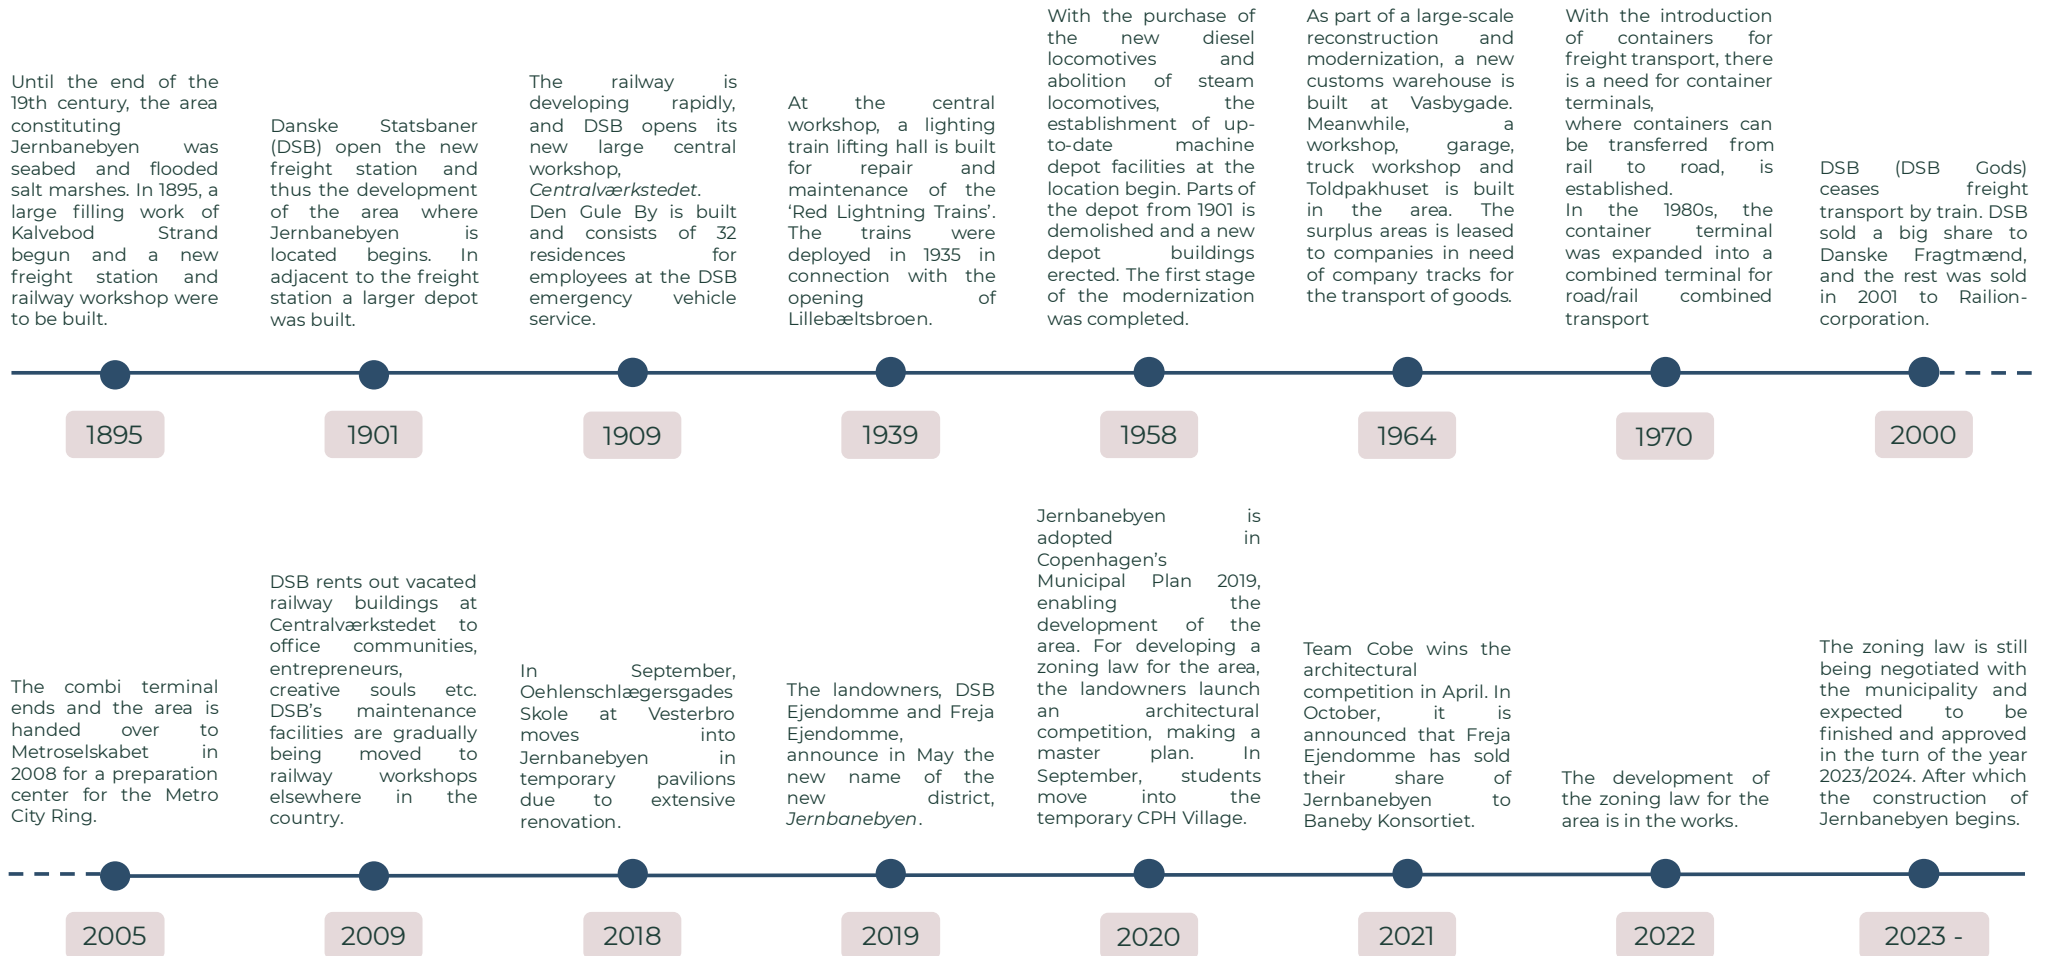 Until the end of the
19th century, the area
constituting
Jernbanebyen was
seabed and flooded
salt marshes. In 1895, a
large filling work of
Kalvebod Strand
begun and a new
freight station and
railway workshop were
to be built.
1895
Danske Statsbaner
(DSB) open the new
freight station and
thus the development
of the area where
Jernbanebyen is
located begins. In
adjacent to the freight
station a larger depot
was built.
1901
The railway is
developing rapidly,
and DSB opens its
new large central
workshop,
Centralværkstedet.
Den Gule By is built
and consists of 32
residences for
employees at the DSB
emergency vehicle
service.
1909
At the central
workshop, a lighting
train lifting hall is built
for repair and
maintenance of the
‘Red Lightning Trains’.
The trains were
deployed in 1935 in
connection with the
opening of
Lillebæltsbroen.
1939
With the purchase of
the new diesel
locomotives and
abolition of steam
locomotives, the
establishment of up-
to-date machine
depot facilities at the
location begin. Parts of
the depot from 1901 is
demolished and a new
depot buildings
erected. The first stage
of the modernization
was completed.
1958
As part of a large-scale
reconstruction and
modernization, a new
customs warehouse is
built at Vasbygade.
Meanwhile, a
workshop, garage,
truck workshop and
Toldpakhuset is built
in the area. The
surplus areas is leased
to companies in need
of company tracks for
the transport of goods.
1964
With the introduction
of containers for
freight transport, there
is a need for container
terminals,
where containers can
be transferred from
rail to road, is
established.
In the 1980s, the
container terminal
was expanded into a
combined terminal for
road/rail combined
transport
1970
DSB (DSB Gods)
ceases freight
transport by train. DSB
sold a big share to
Danske Fragtmænd,
and the rest was sold
in 2001 to Railion-
corporation.
2000
The combi terminal
ends and the area is
handed over to
Metroselskabet in
2008 for a preparation
center for the Metro
City Ring.
2005
DSB rents out vacated
railway buildings at
Centralværkstedet to
office communities,
entrepreneurs,
creative souls etc.
DSB’s maintenance
facilities are gradually
being moved to
railway workshops
elsewhere in the
country.
2009
In September,
Oehlenschlægersgades
Skole at Vesterbro
moves into
Jernbanebyen in
temporary pavilions
due to extensive
renovation.
2018
The landowners, DSB
Ejendomme and Freja
Ejendomme,
announce in May the
new name of the
new district,
Jernbanebyen.
2019
Jernbanebyen is
adopted in
Copenhagen’s
Municipal Plan 2019,
enabling the
development of the
area. For developing a
zoning law for the area,
the landowners launch
an architectural
competition, making a
master plan. In
September, students
move into the
temporary CPH Village.
2020
Team Cobe wins the
architectural
competition in April. In
October, it is
announced that Freja
Ejendomme has sold
their share of
Jernbanebyen to
Baneby Konsortiet.
2021
The development of
the zoning law for the
area is in the works.
2022
The zoning law is still
being negotiated with
the municipality and
expected to be
finished and approved
in the turn of the year
2023/2024. After which
the construction of
Jernbanebyen begins.
2023 -